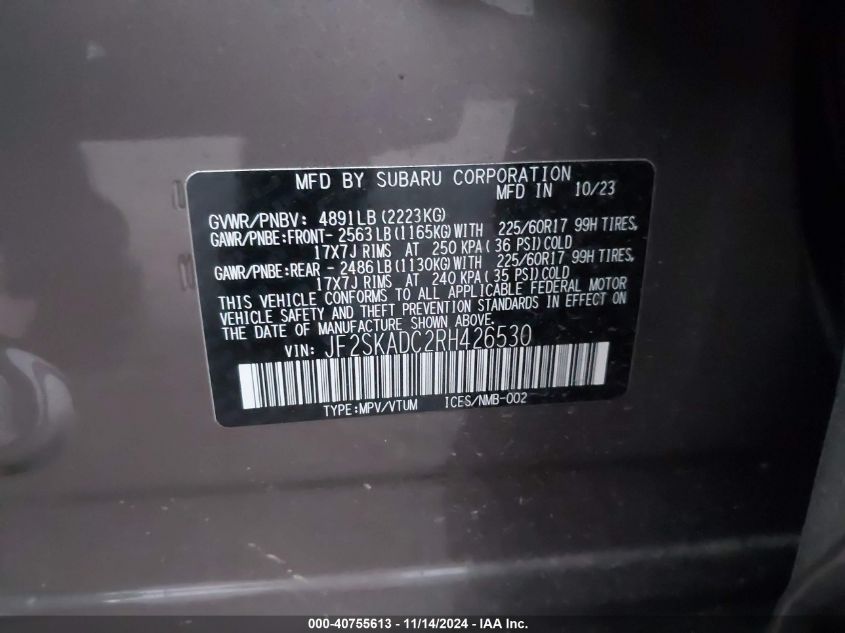 MFD BY SUBARU CORPORATION
MFD IN 10/23
GVWR/PNBV: 4891LB(2223KG)
GAWR/PNBE:FRONT- 2563LB(1165KG)WITH 225/60R17 99H TIRES,
17X7J RIMS AT 250 KPA( 36 PSI)COLD
GAWR/PNBE:REAR - 2486LB(1130KG)WITH 225/60R17 99H TIRES,
17X7J RIMS AT 240 KPA( 35 PSI)COLD
THIS VEHICLE CONFORMS TO ALL APPLICABLE FEDERAL MOTOR
VEHICLE SAFETY AND THEFT PREVENTION STANDARDS IN EFFECT ON
THE DATE OF MANUFACTURE SHOWN ABOVE.
VIN: JF2SKADC2RH426530
TYPE:MPV/VTUM ICES/NMB-002
000-40755613 - 11/14/2024 - IAA Inc.